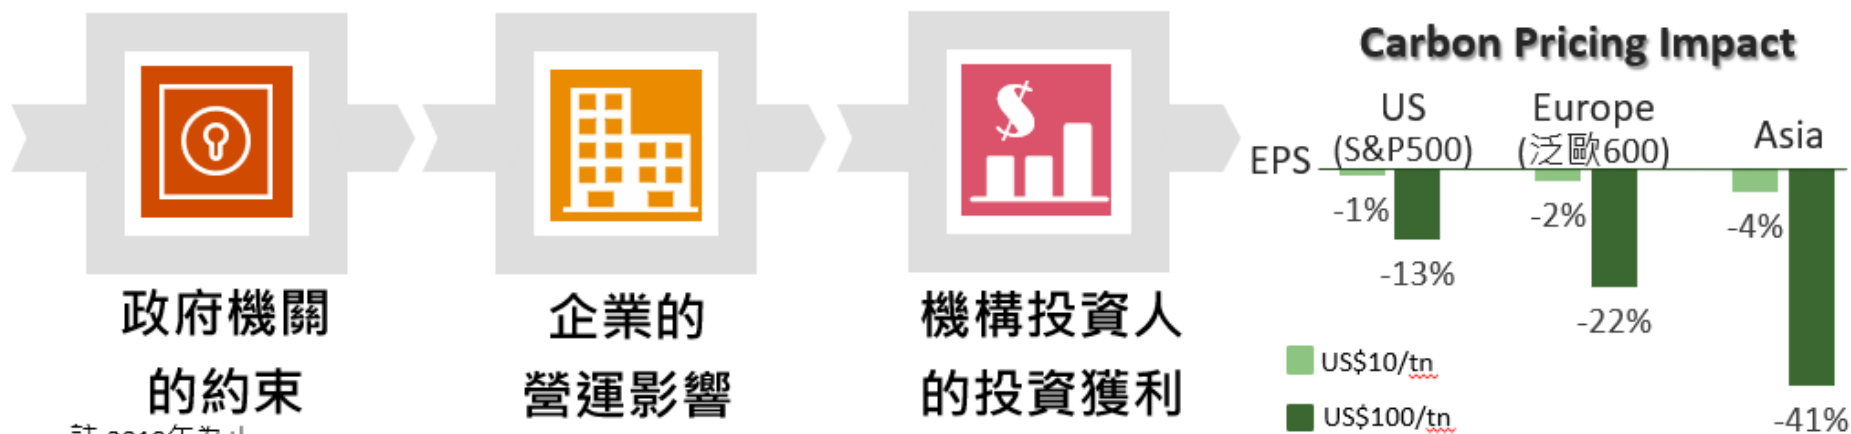 政府機關
的約束
企業的
營運影響
機構投資人
的投資獲利
Carbon Pricing Impact
US
(S&P500)
Europe
(泛歐600)
Asia
EPS
-1%
-13%
-2%
-22%
-4%
-41%
US$10/tn
US$100/tn